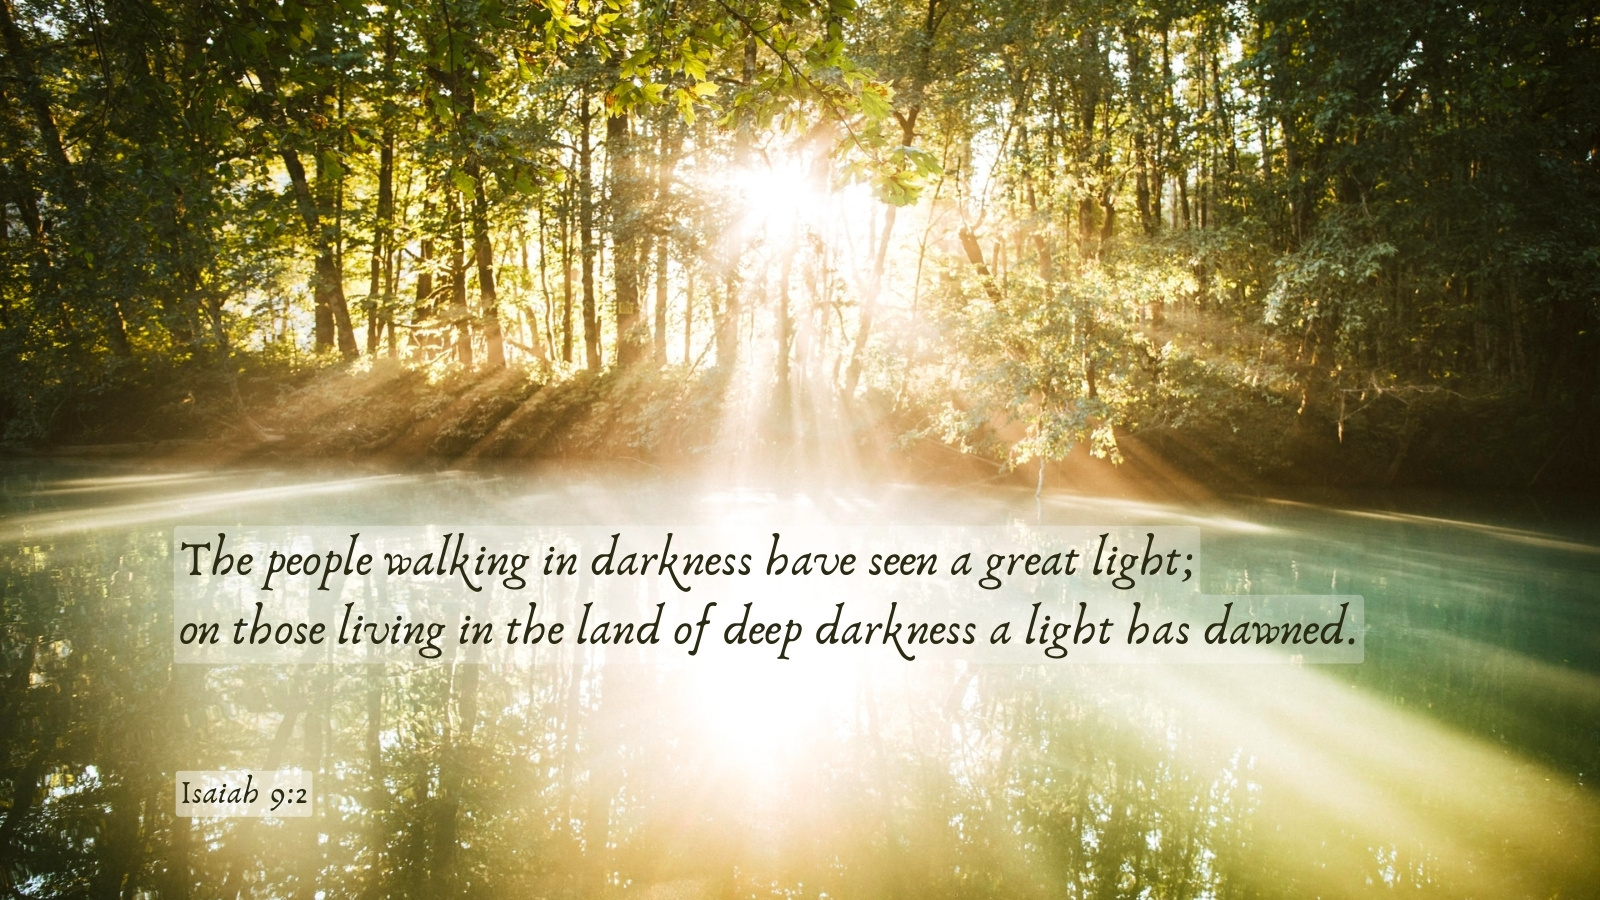 The people walking in darkness have seen a great light;
on those living in the land of deep darkness a light has dawned.
Isaiah 9:2